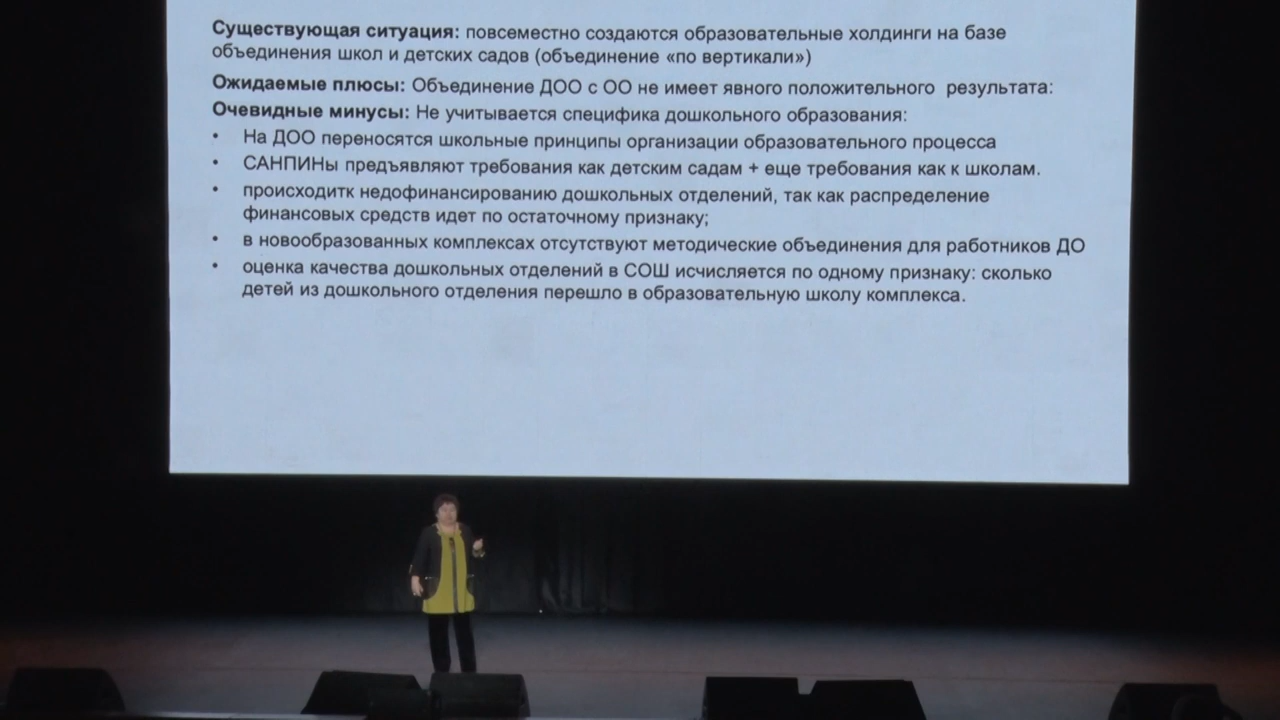 Существующая ситуация: повсеместно создаются образовательные холдинги на базе
объединения школ и детских садов (объединение «по вертикали»)
Ожидаемые плюсы: Объединение ДОО с ОО не имеет явного положительного результата:
Очевидные минусы: Не учитывается специфика дошкольного образования:
• На ДОО переносятся школьные принципы организации образовательного процесса
• САНПИНы предъявляют требования как детским садам + еще требования как к школам.
• происходитк недофинансированию дошкольных отделений, так как распределение
финансовых средств идет по остаточному признаку;
• в новообразованных комплексах отсутствуют методические объединения для работников ДО
• оценка качества дошкольных отделений в СОШ исчисляется по одному признаку: сколько
детей из дошкольного отделения перешло в образовательную школу комплекса.